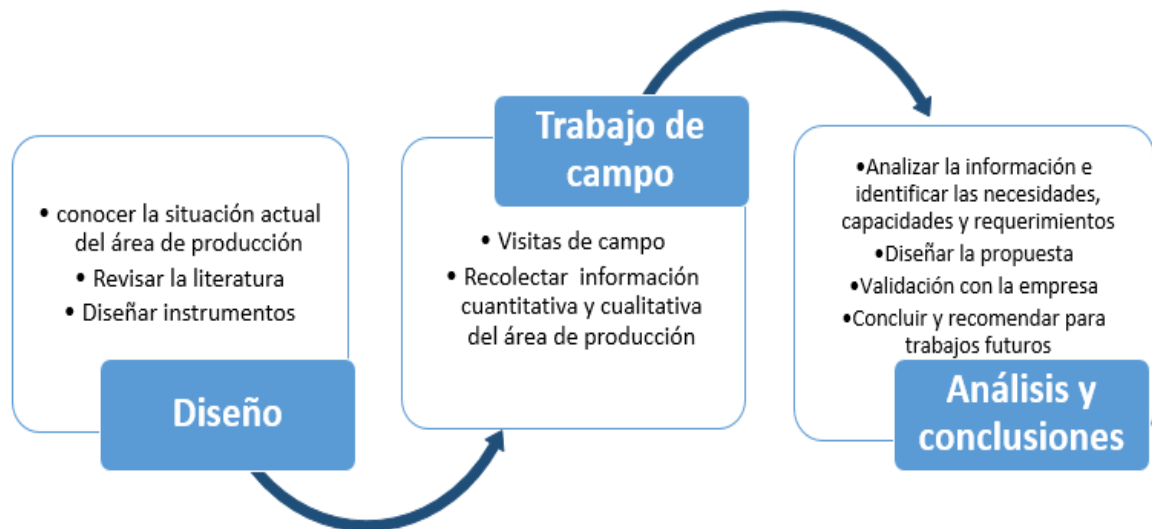 • conocer la situación actual
del área de producción
• Revisar la literatura
• Diseñar instrumentos
Diseño
Trabajo de
campo
• Visitas de campo
• Recolectar información
cuantitativa y cualitativa
del área de producción
•Analizar la información e
identificar las necesidades,
capacidades y requerimientos
•Diseñar la propuesta
•Validación con la empresa
•Concluir y recomendar para
trabajos futuros
Análisis y
conclusiones